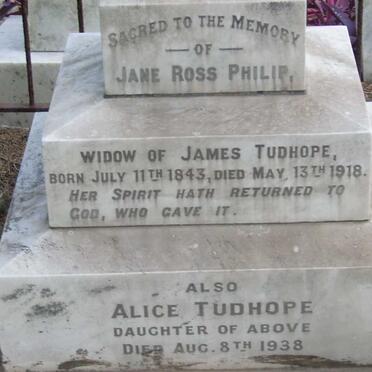 SACRED TO THE MEMORY
— OF —
JANE ROSS PHILIP,
WIDOW OF JAMES TUDHOPE,
BORN JULY 11TH 1843, DIED MAY, 13TH 1918.
HER SPIRIT HATH RETURNED TO
GOD, WHO GAVE IT.
ALSO
ALICE TUDHOPE
DAUGHTER OF ABOVE
DIED AUG. 8TH 1938